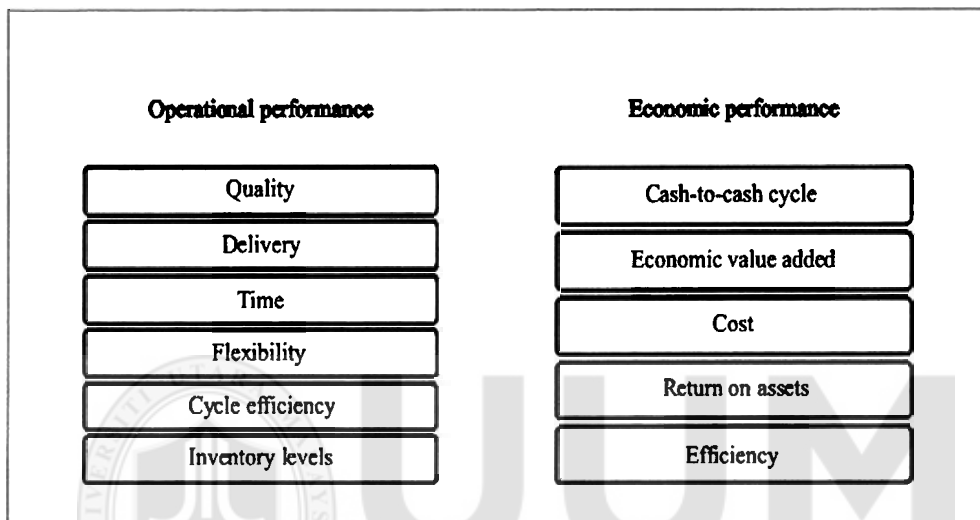 Operational performance
Quality
Delivery
Time
Flexibility
Cycle efficiency
Inventory levels
Economic performance
Cash-to-cash cycle
Economic value added
Cost
Return on assets
Efficiency
UUM